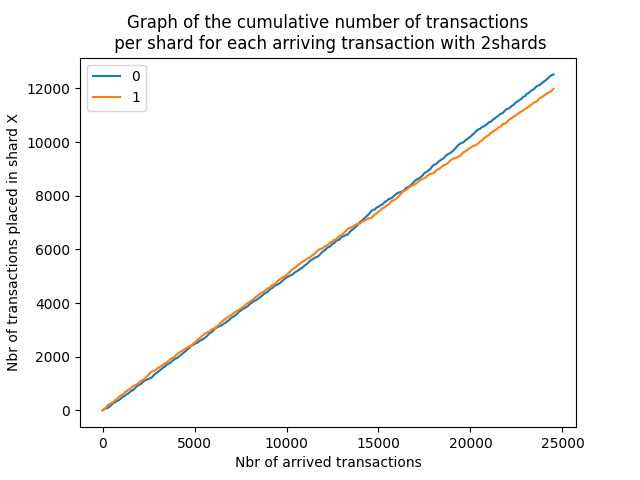 Graph of the cumulative number of transactions
per shard for each arriving transaction with 2shards
0
1
Nbr of transactions placed in shard X
12000
10000
8000
6000
4000
2000
0
0 5000 10000 15000 20000 25000
Nbr of arrived transactions